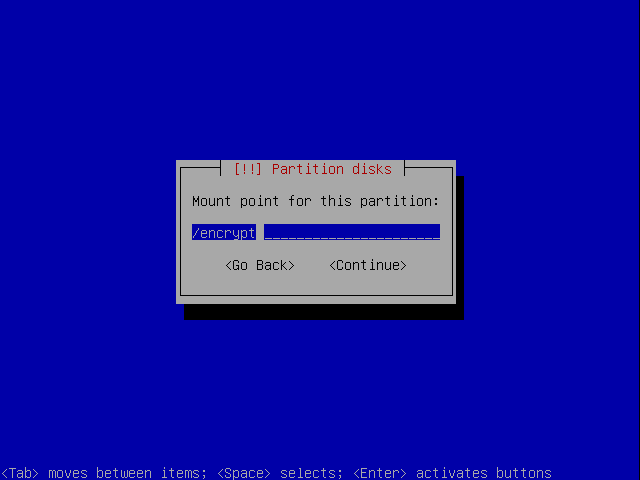 [!!] Partition disks
Mount point for this partition:
/encrypt_______________________
<Go Back> <Continue>
<Tab> moves between items; <Space> selects; <Enter> activates buttons